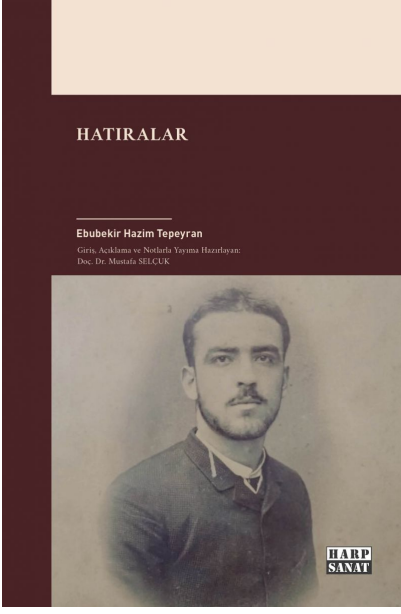 HATIRALAR
Ebubekir Hazim Tepeyran
Giriş, Açıklama ve Notlarla Yayıma Hazırlayan:
Doç. Dr. Mustafa SELÇUK
HARP
SANAT